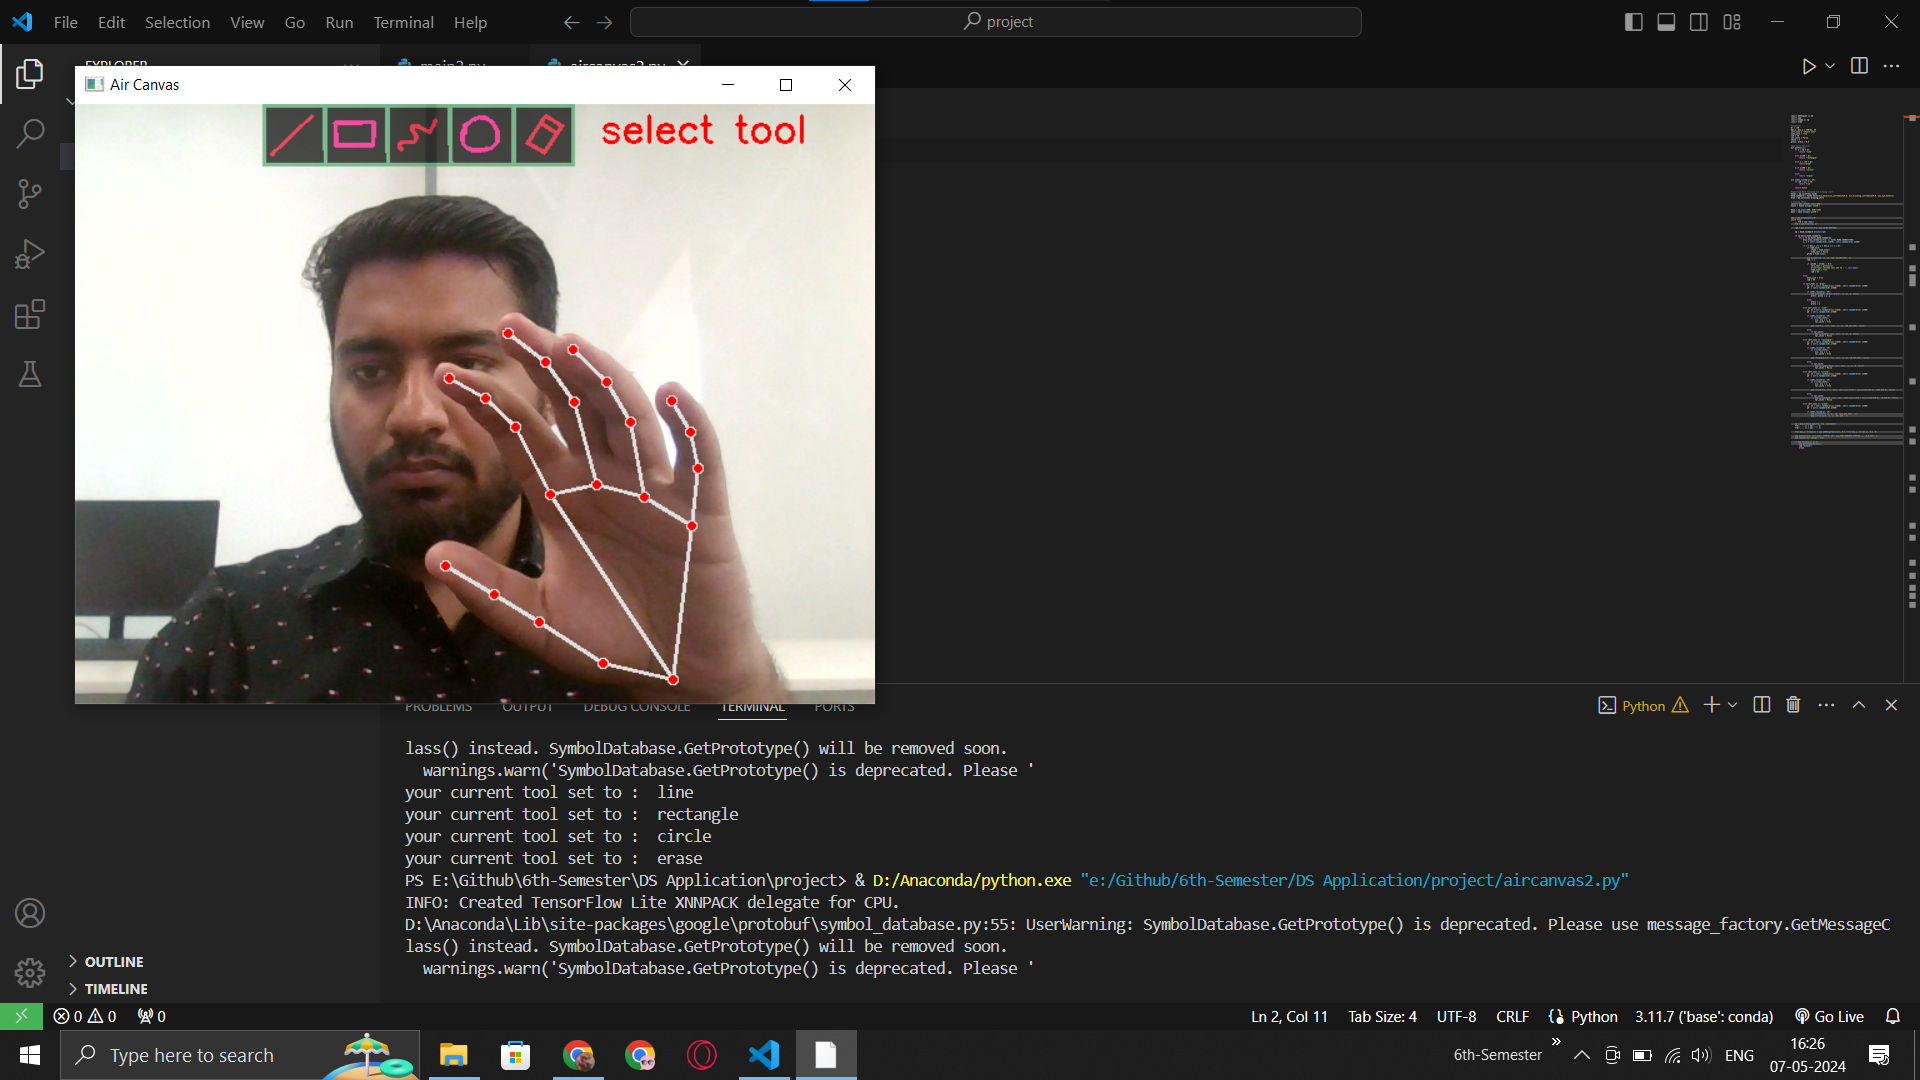 File Edit Selection View Go Run Terminal Help
project
Air Canvas
select tool
PROBLEMS OUTPUT DEBUG CONSOLE TERMINAL PORTS
Python
lass() instead. SymbolDatabase.GetPrototype() will be removed soon.
warnings.warn('SymbolDatabase.GetPrototype() is deprecated. Please '
your current tool set to :  line
your current tool set to :  rectangle
your current tool set to :  circle
your current tool set to :  erase
PS E:\Github\6th-Semester\DS Application\project> & D:/Anaconda/python.exe "e:/Github/6th-Semester/DS Application/project/aircanvas2.py"
INFO: Created TensorFlow Lite XNNPACK delegate for CPU.
D:\Anaconda\Lib\site-packages\google\protobuf\symbol_database.py:55: UserWarning: SymbolDatabase.GetPrototype() is deprecated. Please use message_factory.GetMessageC
lass() instead. SymbolDatabase.GetPrototype() will be removed soon.
warnings.warn('SymbolDatabase.GetPrototype() is deprecated. Please '
OUTLINE
TIMELINE
0 0 0
Ln 2, Col 11 Tab Size: 4 UTF-8 CRLF Python 3.11.7 ('base': conda) Go Live
Type here to search
6th-Semester
ENG
16:26
07-05-2024